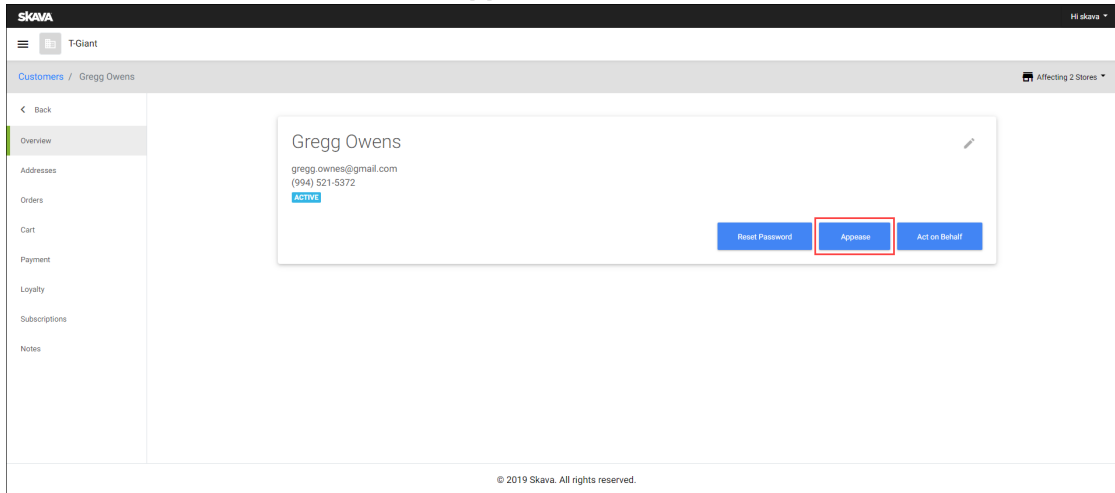 SKAVA
Hi skava
T-Giant
Customers / Gregg Owens
Affecting 2 Stores
Back
Overview
Addresses
Orders
Cart
Payment
Loyalty
Subscriptions
Notes
Gregg Owens
gregg.ownes@gmail.com
(994) 521-5372
ACTIVE
Reset Password
Appease
Act on Behalf
© 2019 Skava. All rights reserved.